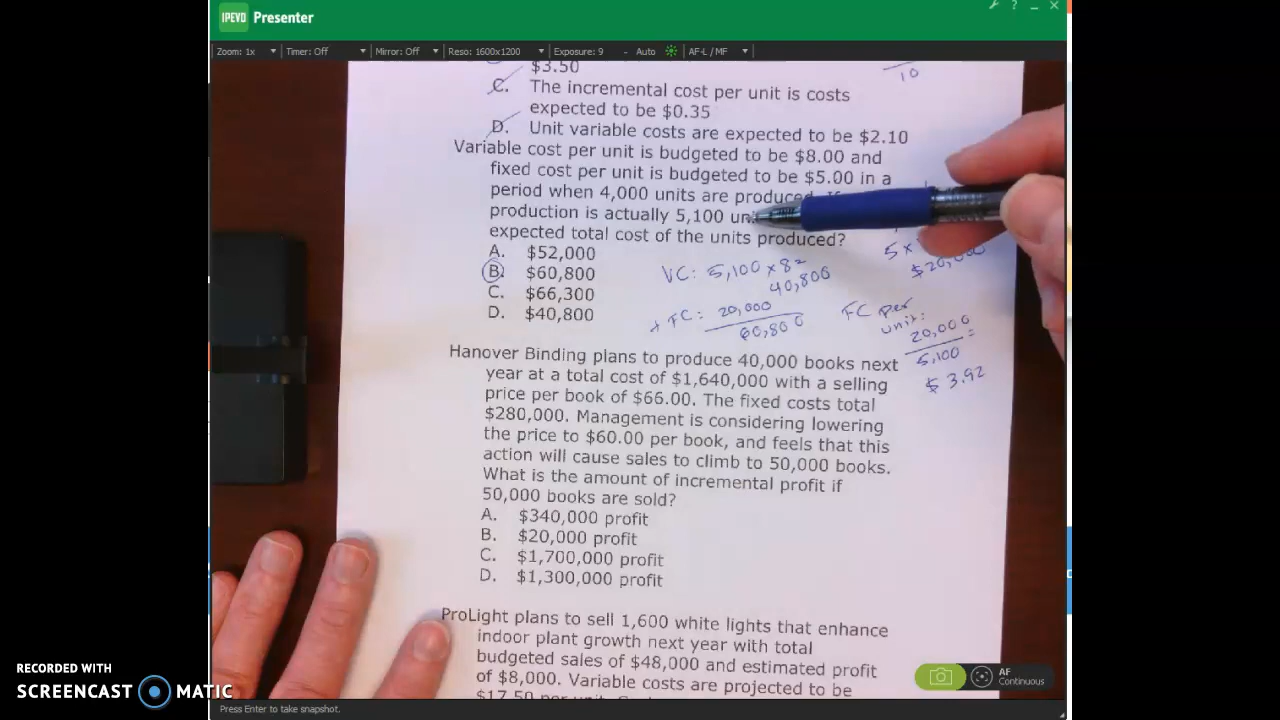 IPEVO Presenter
Zoom: 1x Timer: Off Mirror: Off Reso: 1600x1200 Exposure: 9 - Auto AF-L / MF
$3.50
10
C. The incremental cost per unit is costs
expected to be $0.35
D. Unit variable costs are expected to be $2.10
Variable cost per unit is budgeted to be $8.00 and
fixed cost per unit is budgeted to be $5.00 in a
period when 4,000 units are produced.
production is actually 5,100
expected total cost of the units produced?
A. $52,000
B. $60,800
C. $66,300
D. $40,800
VC: 5,100 x 8
40,800
+ FC: 20,000
60,800
5 x
$20,000
FC per
unit:
20,000 =
5,100
$ 3.92
Hanover Binding plans to produce 40,000 books next
year at a total cost of $1,640,000 with a selling
price per book of $66.00. The fixed costs total
$280,000. Management is considering lowering
the price to $60.00 per book, and feels that this
action will cause sales to climb to 50,000 books.
What is the amount of incremental profit if
50,000 books are sold?
A. $340,000 profit
B. $20,000 profit
C. $1,700,000 profit
D. $1,300,000 profit
ProLight plans to sell 1,600 white lights that enhance
indoor plant growth next year with total
budgeted sales of $48,000 and estimated profit
of $8,000. Variable costs are projected to be
$17.50 per unit.
AF
Continuous
RECORDED WITH
SCREENCAST MATIC
Press Enter to take snapshot.